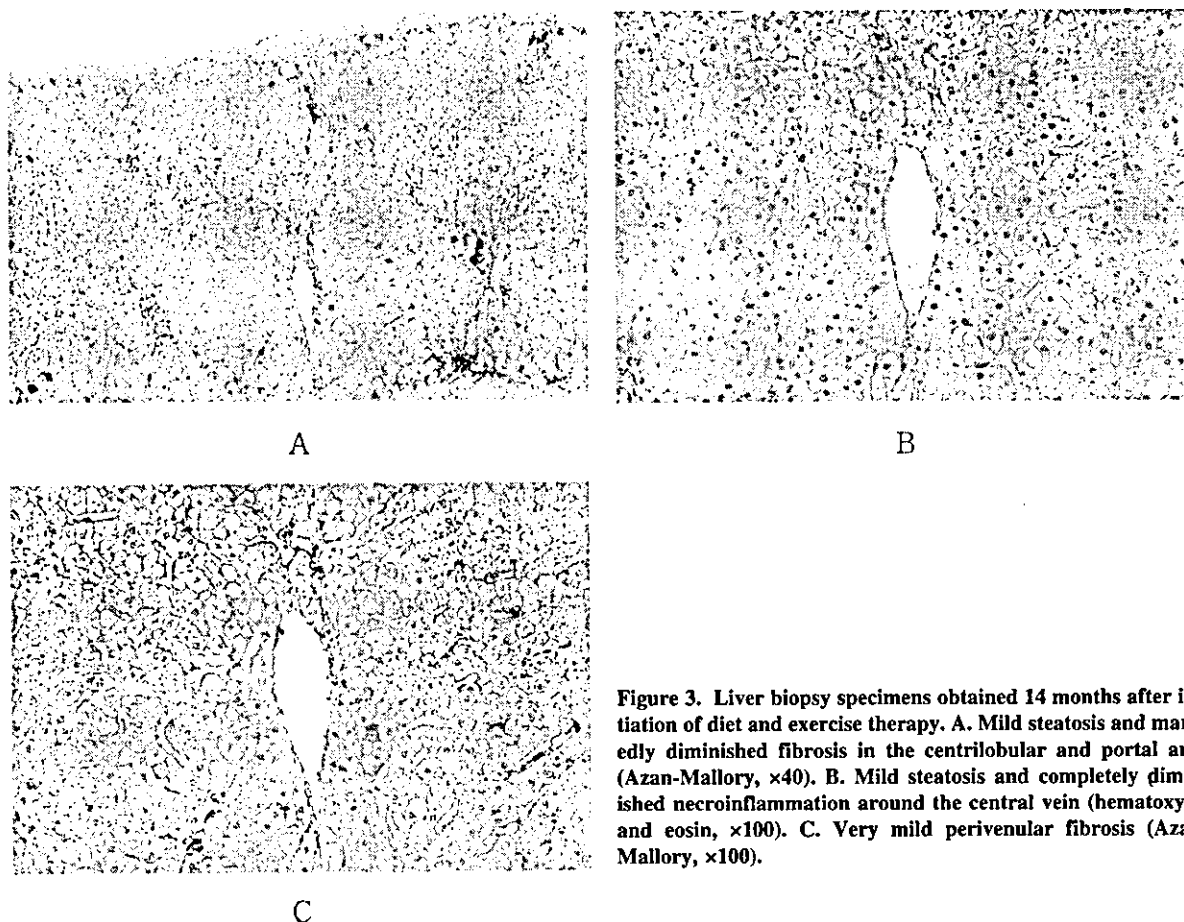 A
B
C
Figure 3. Liver biopsy specimens obtained 14 months after i
tiation of diet and exercise therapy. A. Mild steatosis and mar
edly diminished fibrosis in the centrilobular and portal ar
(Azan-Mallory, ×40). B. Mild steatosis and completely dim
ished necroinflammation around the central vein (hematoxy
and eosin, ×100). C. Very mild perivenular fibrosis (Aza
Mallory, ×100).